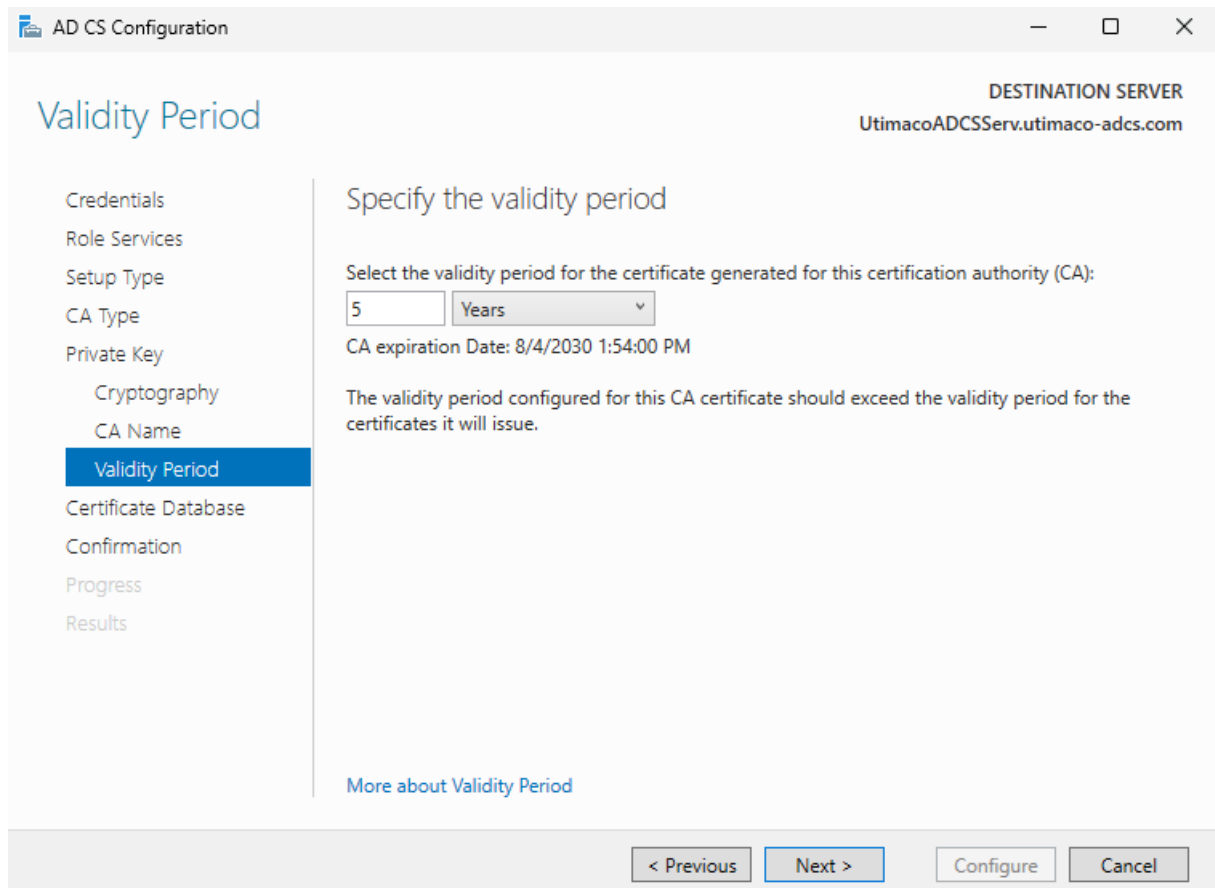 AD CS Configuration
Validity Period
DESTINATION SERVER
UtimacoADCSServ.utimaco-adcs.com
Credentials
Role Services
Setup Type
CA Type
Private Key
Cryptography
CA Name
Validity Period
Certificate Database
Confirmation
Progress
Results
Specify the validity period
Select the validity period for the certificate generated for this certification authority (CA):
5 Years
CA expiration Date: 8/4/2030 1:54:00 PM
The validity period configured for this CA certificate should exceed the validity period for the
certificates it will issue.
More about Validity Period
< Previous Next > Configure Cancel